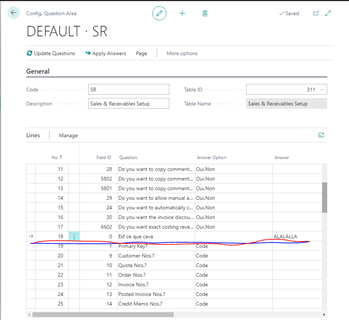 Config. Question Area
Saved
DEFAULT · SR
Update Questions Apply Answers Page More options
General
Code SR Table ID 311
Description Sales & Receivables Setup Table Name Sales & Receivables Setup
Lines Manage
No. ↑ Field ID Question Answer Option Answer
11 28 Do you want to copy comment... Oui,Non
12 5802 Do you want to copy comment... Oui,Non
13 5801 Do you want to copy comment... Oui,Non
14 29 Do you want to allow manual a... Oui,Non
15 24 Do you want to automatically c... Oui,Non
16 30 Do you want the invoice discou... Oui,Non
17 6602 Do you want exact costing reve... Oui,Non
18 0 Est ce que cava ALALALLA
19 1 Primary Key? Code
20 9 Customer Nos.? Code
21 10 Quote Nos.? Code
22 11 Order Nos.? Code
23 12 Invoice Nos.? Code
24 13 Posted Invoice Nos.? Code
25 14 Credit Memo Nos.? Code